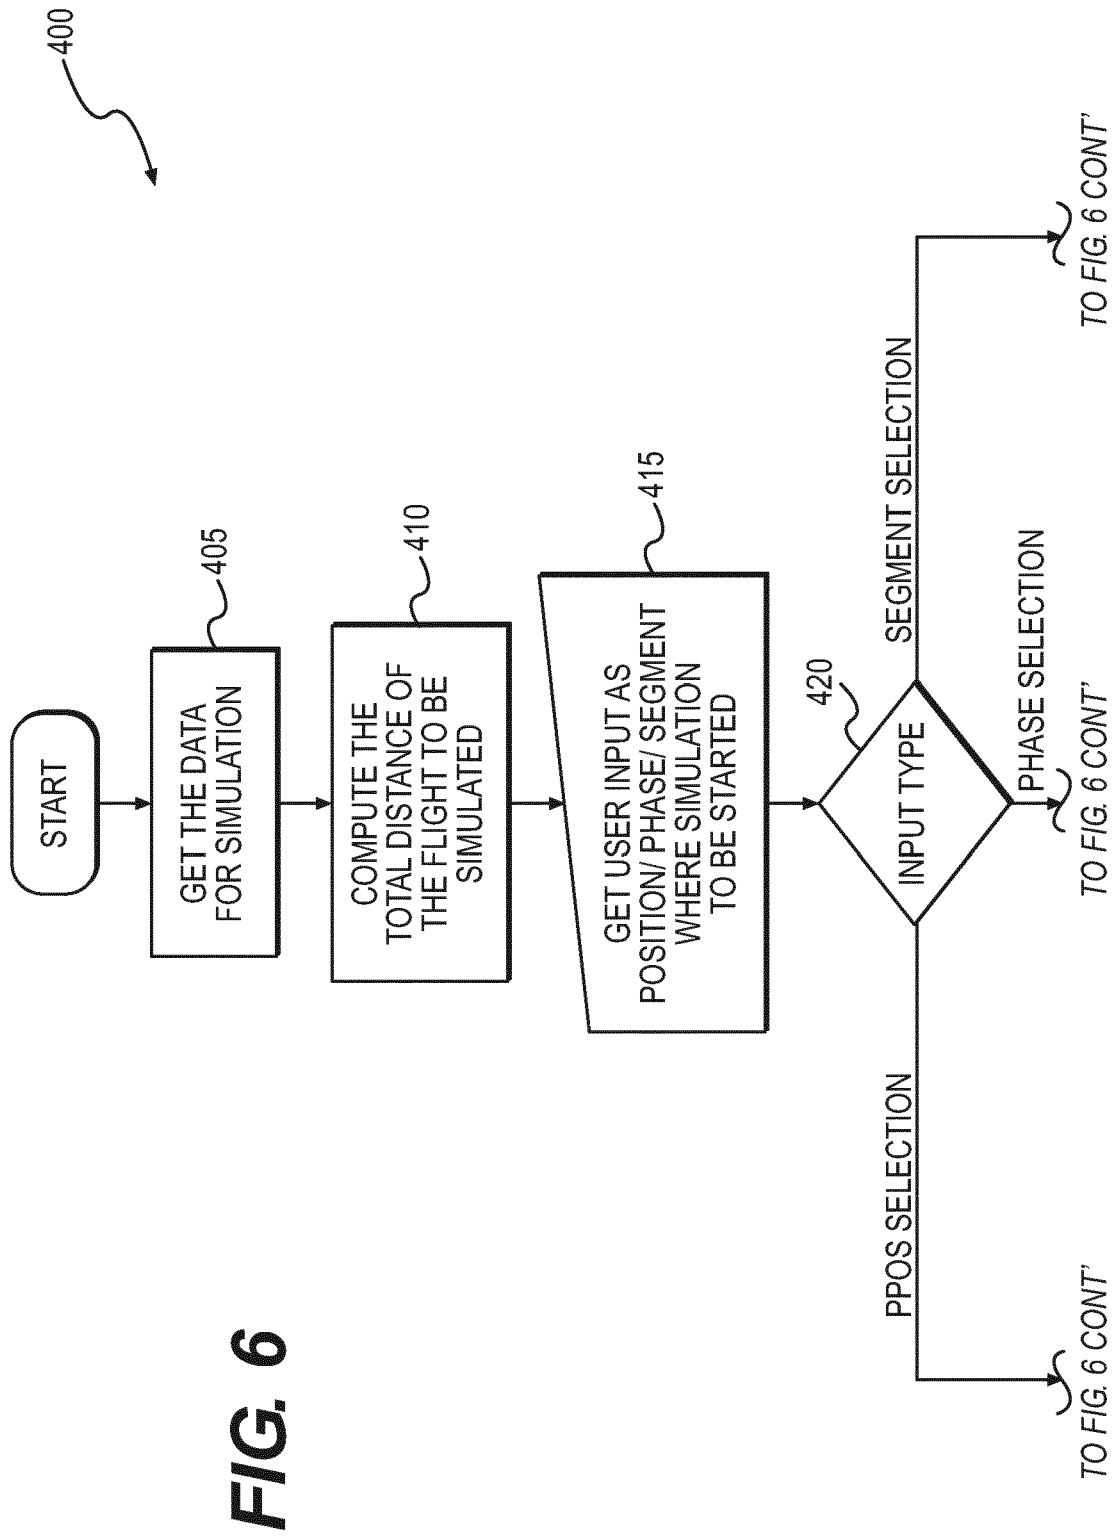 FIG. 6
400
START
GET THE DATA
FOR SIMULATION
405
COMPUTE THE
TOTAL DISTANCE OF
THE FLIGHT TO BE
SIMULATED
410
GET USER INPUT AS
POSITION/ PHASE/ SEGMENT
WHERE SIMULATION
TO BE STARTED
415
INPUT TYPE
420
PPOS SELECTION
SEGMENT SELECTION
PHASE SELECTION
TO FIG. 6 CONT'
TO FIG. 6 CONT'
TO FIG. 6 CONT'